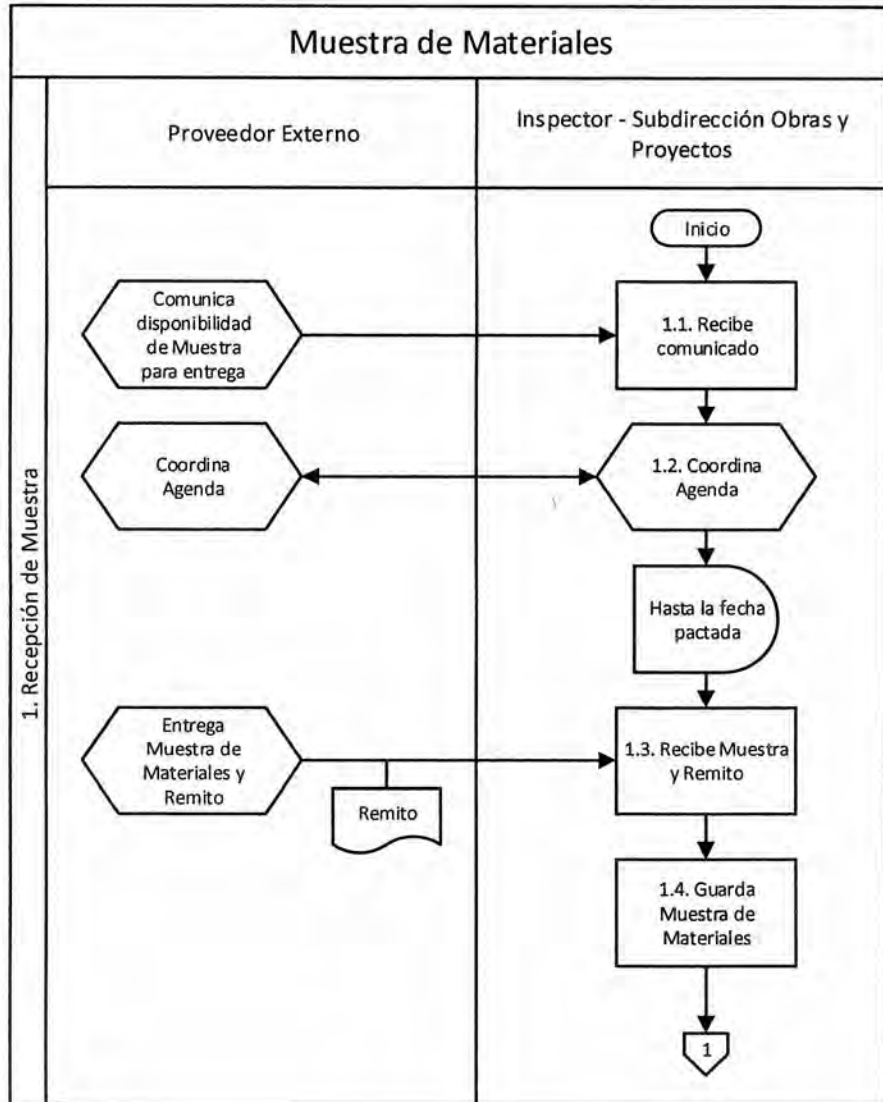 Muestra de Materiales
1. Recepción de Muestra
Proveedor Externo
Inspector - Subdirección Obras y
Proyectos
Inicio
Comunica
disponibilidad
de Muestra
para entrega
1.1. Recibe
comunicado
Coordina
Agenda
1.2. Coordina
Agenda
Hasta la fecha
pactada
Entrega
Muestra de
Materiales y
Remito
Remito
1.3. Recibe Muestra
y Remito
1.4. Guarda
Muestra de
Materiales
1